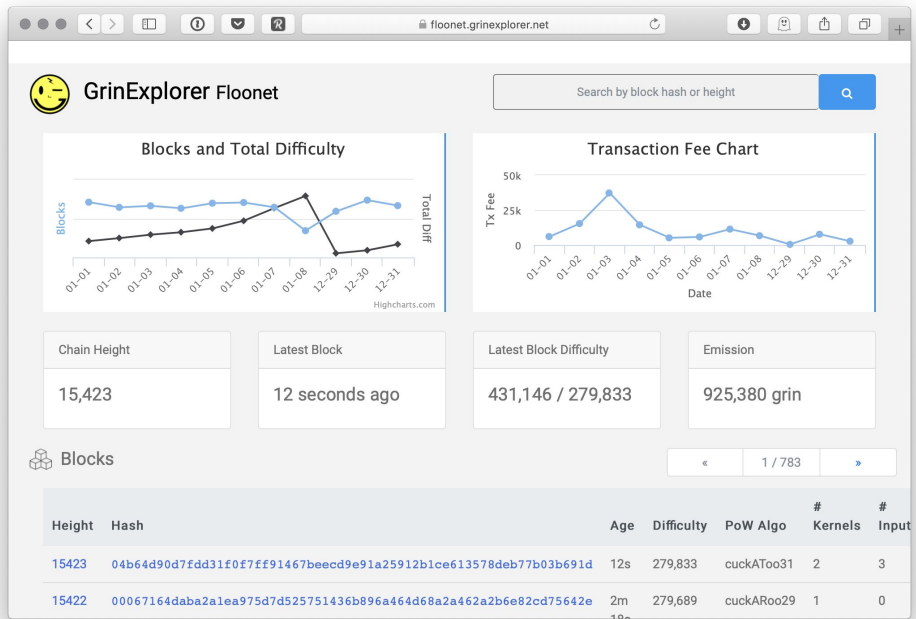 floonet.grinexplorer.net
GrinExplorer Floonet
Search by block hash or height
Blocks and Total Difficulty
Blocks
Total Diff
01-01 01-02 01-03 01-04 01-05 01-06 01-07 01-08 12-29 12-30 12-31
Highcharts.com
Transaction Fee Chart
Tx Fee
50k
25k
0
01-01 01-02 01-03 01-04 01-05 01-06 01-07 01-08 12-29 12-30 12-31
Date
Chain Height
15,423
Latest Block
12 seconds ago
Latest Block Difficulty
431,146 / 279,833
Emission
925,380 grin
Blocks
« 1 / 783 »
Height Hash Age Difficulty PoW Algo # Kernels # Input
15423 04b64d90d7fdd31f0f7ff91467beecd9e91a25912b1ce613578deb77b03b691d 12s 279,833 cuckAToo31 2 3
15422 00067164daba2a1ea975d7d525751436b896a464d68a2a462a2b6e82cd75642e 2m 279,689 cuckARoo29 1 0